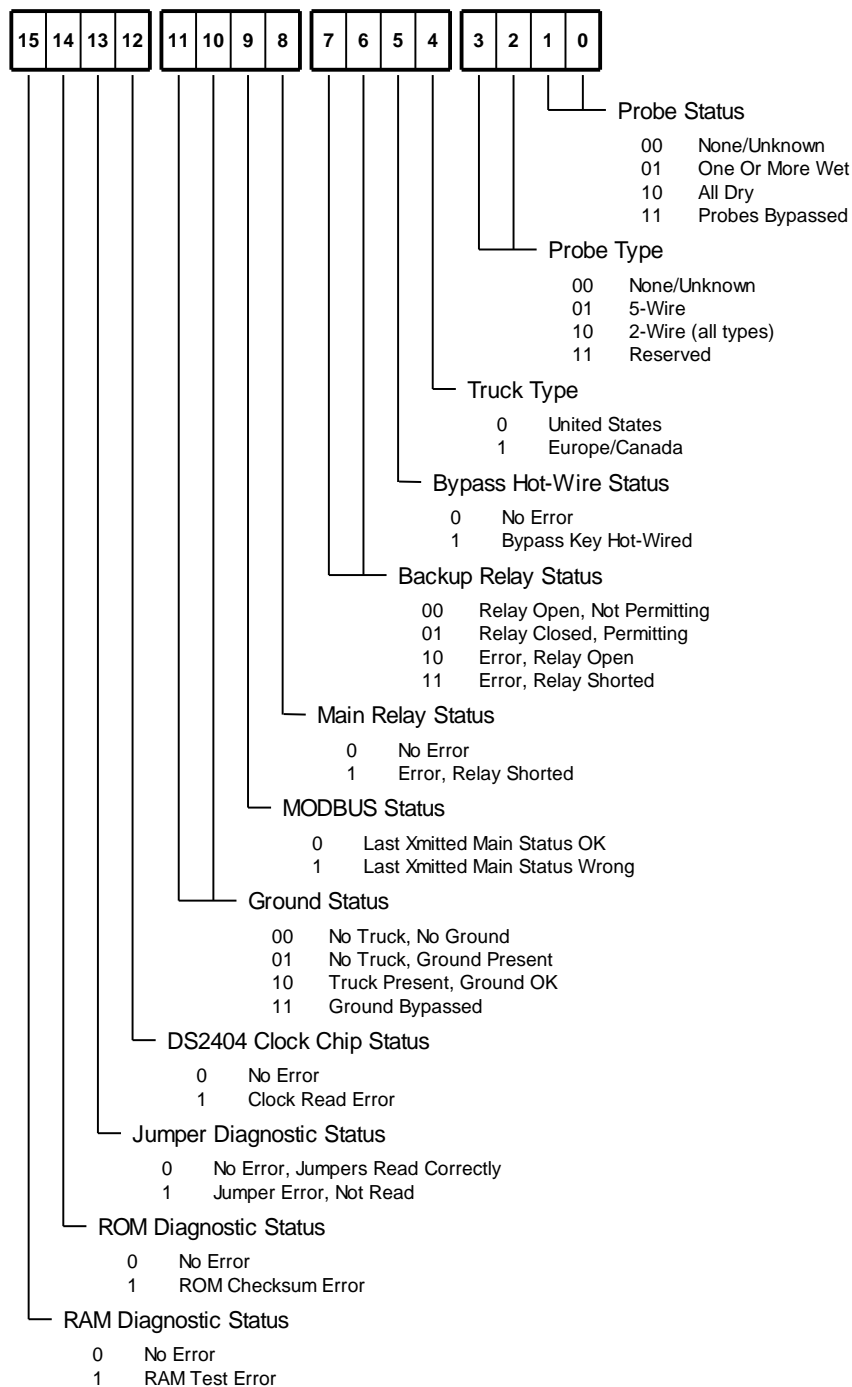 15 14 13 12 11 10 9 8 7 6 5 4 3 2 1 0
Probe Status
00 None/Unknown
01 One Or More Wet
10 All Dry
11 Probes Bypassed
Probe Type
00 None/Unknown
01 5-Wire
10 2-Wire (all types)
11 Reserved
Truck Type
0 United States
1 Europe/Canada
Bypass Hot-Wire Status
0 No Error
1 Bypass Key Hot-Wired
Backup Relay Status
00 Relay Open, Not Permitting
01 Relay Closed, Permitting
10 Error, Relay Open
11 Error, Relay Shorted
Main Relay Status
0 No Error
1 Error, Relay Shorted
MODBUS Status
0 Last Xmitted Main Status OK
1 Last Xmitted Main Status Wrong
Ground Status
00 No Truck, No Ground
01 No Truck, Ground Present
10 Truck Present, Ground OK
11 Ground Bypassed
DS2404 Clock Chip Status
0 No Error
1 Clock Read Error
Jumper Diagnostic Status
0 No Error, Jumpers Read Correctly
1 Jumper Error, Not Read
ROM Diagnostic Status
0 No Error
1 ROM Checksum Error
RAM Diagnostic Status
0 No Error
1 RAM Test Error